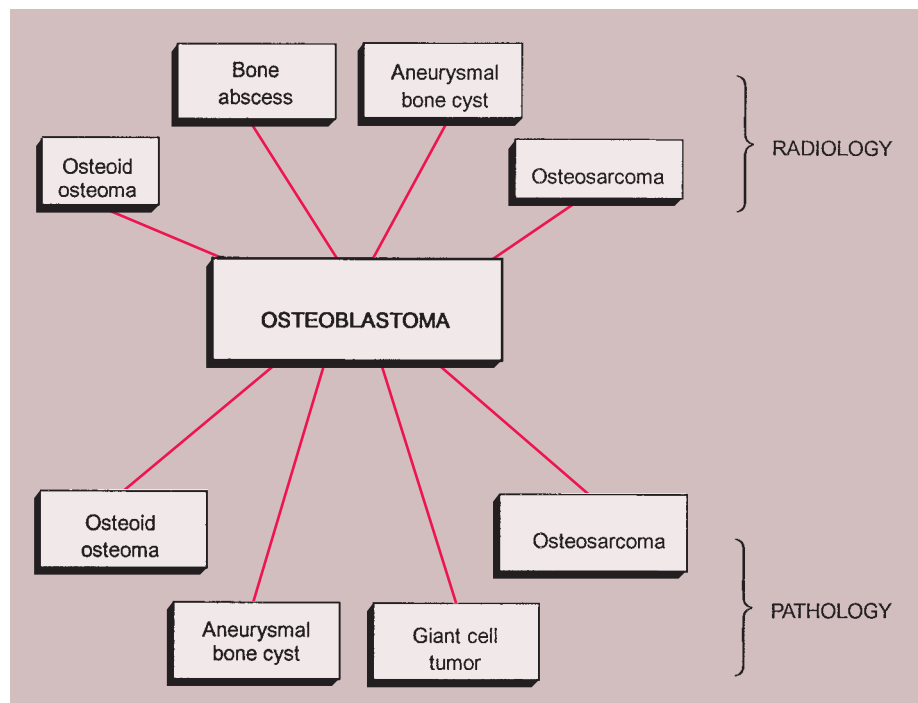 Bone
abscess
Aneurysmal
bone cyst
Osteoid
osteoma
Osteosarcoma
RADIOLOGY
OSTEOBLASTOMA
Osteoid
osteoma
Osteosarcoma
Aneurysmal
bone cyst
Giant cell
tumor
PATHOLOGY